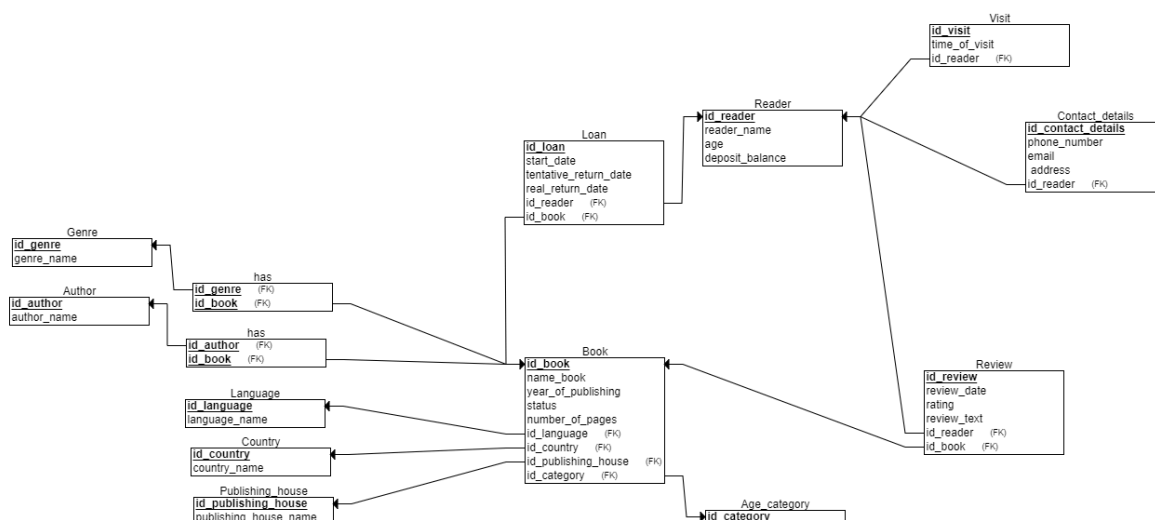 Visit
id_visit
time_of_visit
id_reader (FK)
Reader
id_reader
reader_name
age
deposit_balance
Contact_details
id_contact_details
phone_number
email
address
id_reader (FK)
Loan
id_loan
start_date
tentative_return_date
real_return_date
id_reader (FK)
id_book (FK)
Genre
id_genre
genre_name
has
id_genre (FK)
id_book (FK)
Author
id_author
author_name
has
id_author (FK)
id_book (FK)
Book
id_book
name_book
year_of_publishing
status
number_of_pages
id_language (FK)
id_country (FK)
id_publishing_house (FK)
id_category (FK)
Review
id_review
review_date
rating
review_text
id_reader (FK)
id_book (FK)
Language
id_language
language_name
Country
id_country
country_name
Publishing_house
id_publishing_house
publishing_house_name
Age_category
id_category